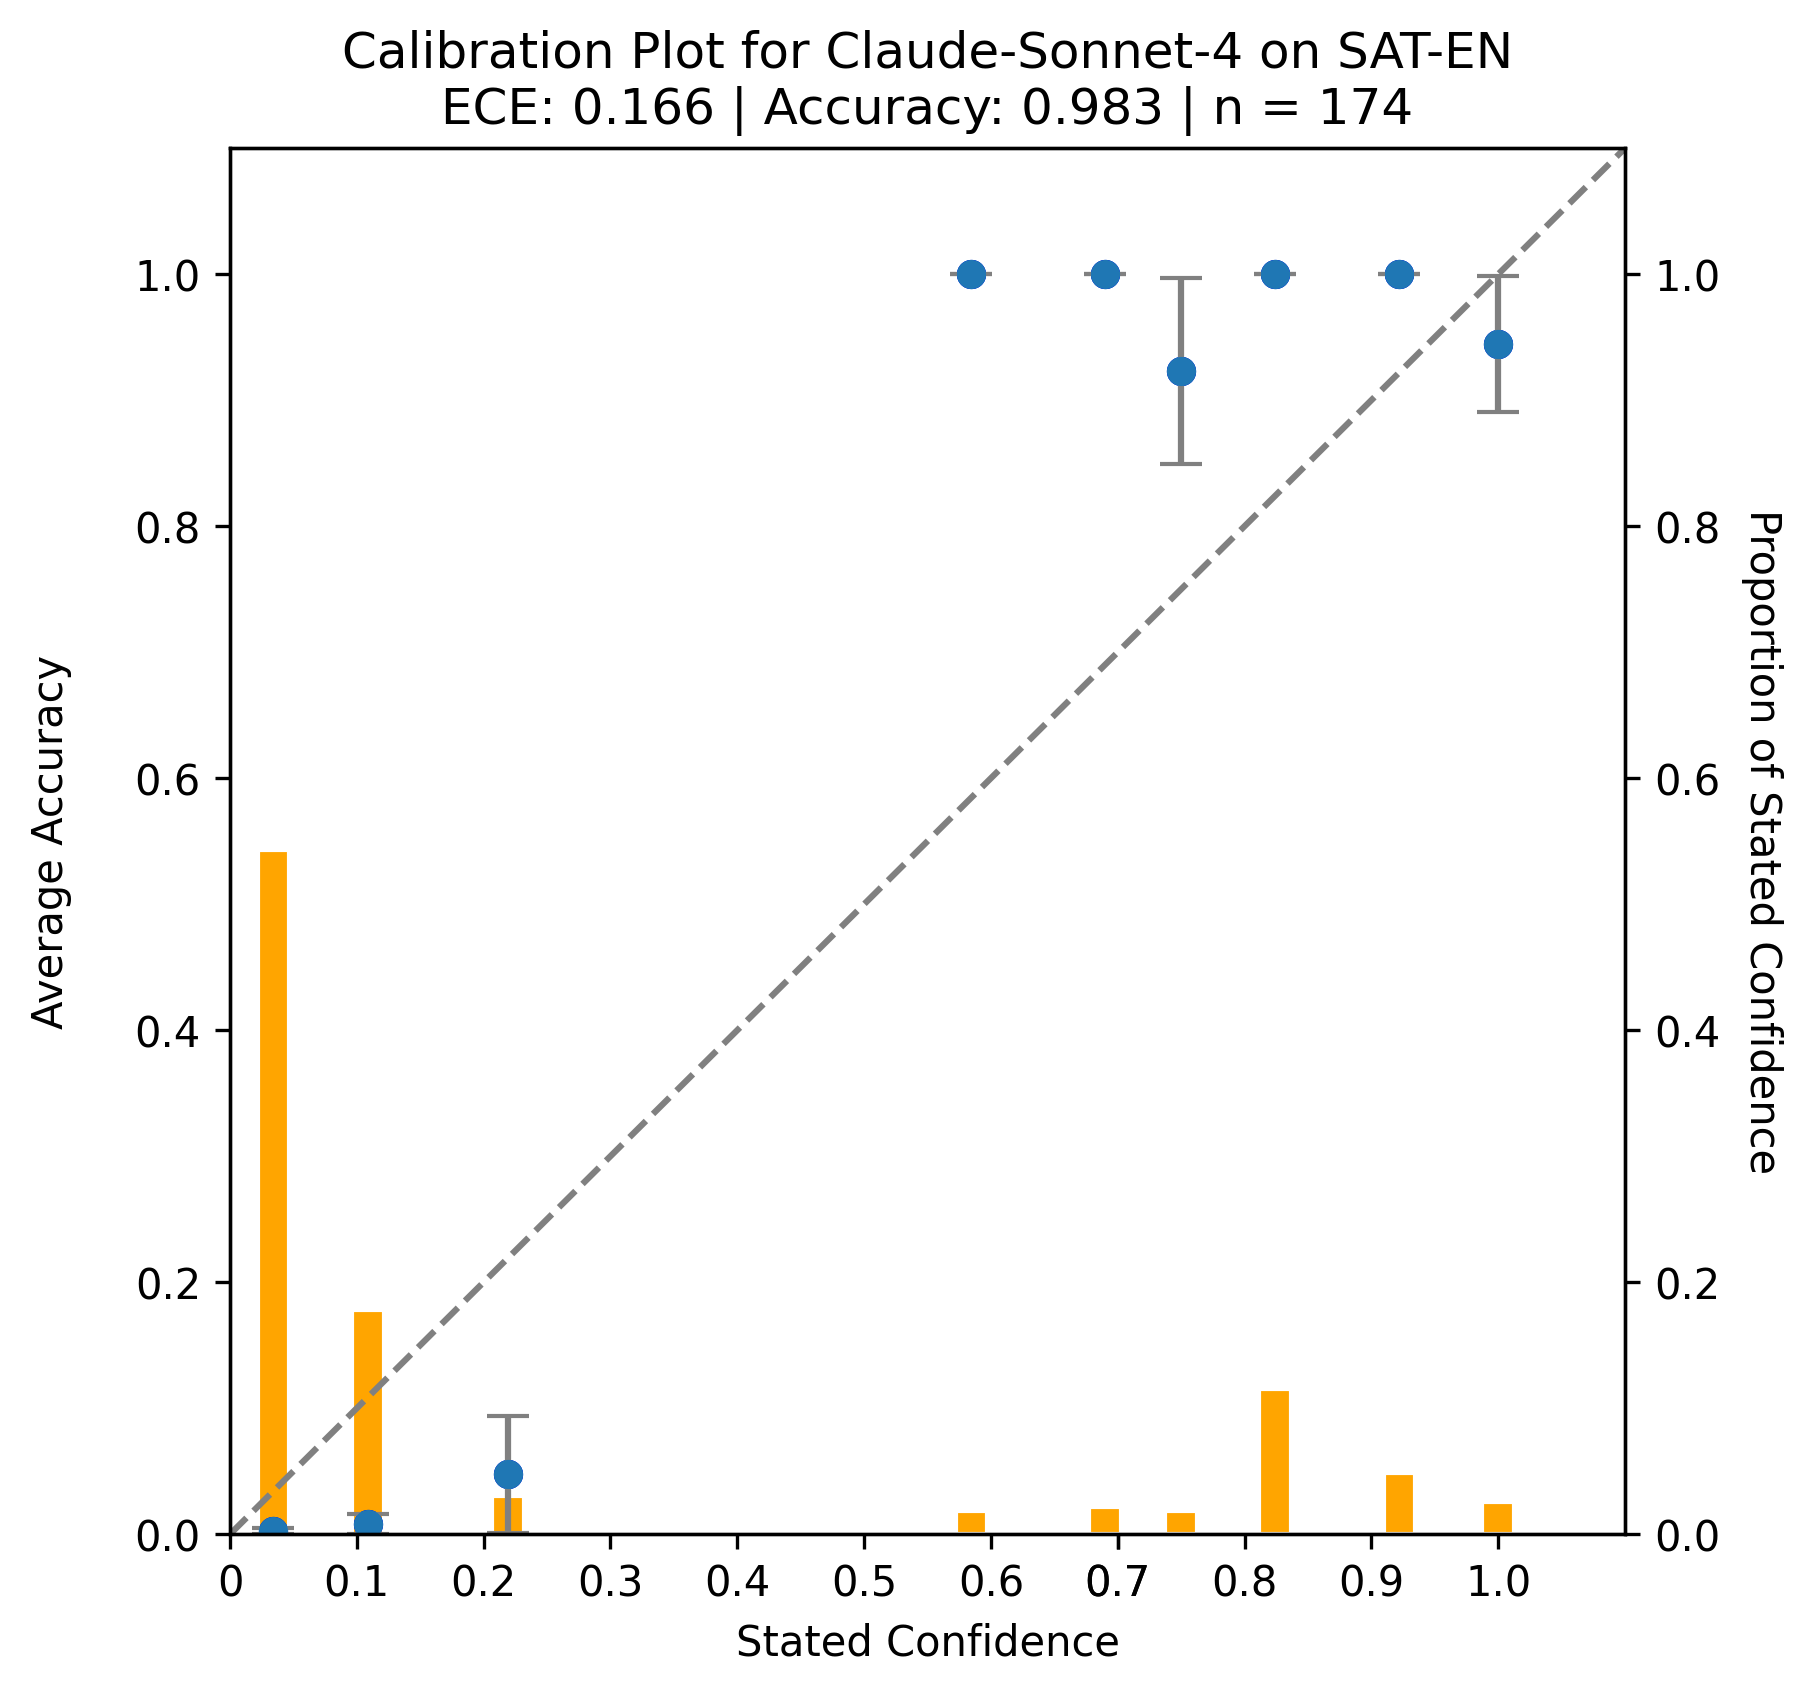 Calibration Plot for Claude-Sonnet-4 on SAT-EN
ECE: 0.166 | Accuracy: 0.983 | n = 174
Average Accuracy
1.0
0.8
0.6
0.4
0.2
0.0
0 0.1 0.2 0.3 0.4 0.5 0.6 0.7 0.8 0.9 1.0
Stated Confidence
1.0
0.8
0.6
0.4
0.2
0.0
Proportion of Stated Confidence